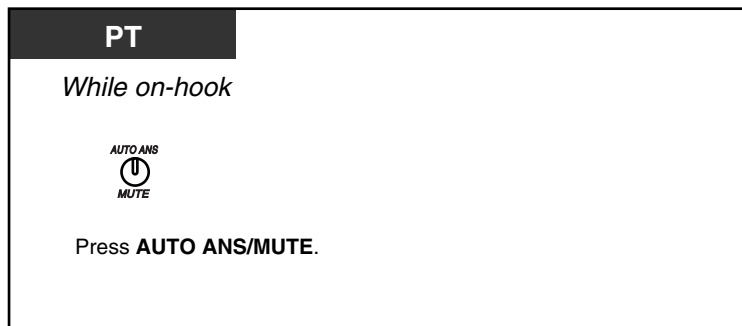 PT
While on-hook
AUTO ANS
MUTE
Press AUTO ANS/MUTE.